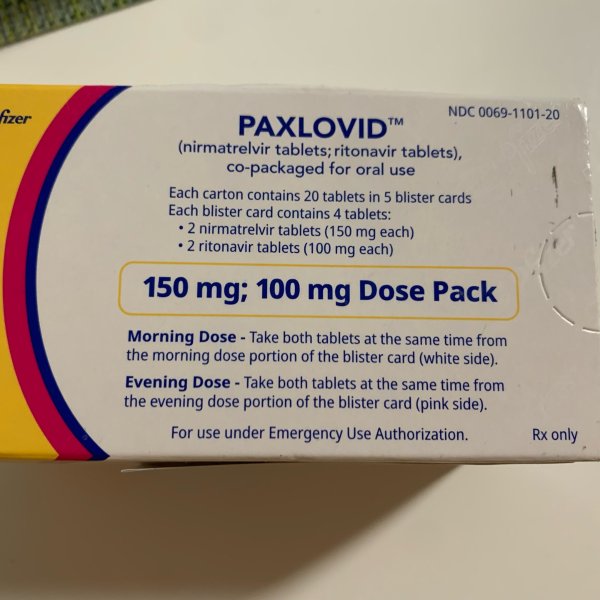 NDC 0069-1101-20
PAXLOVID™
(nirmatrelvir tablets; ritonavir tablets),
co-packaged for oral use
Each carton contains 20 tablets in 5 blister cards
Each blister card contains 4 tablets:
• 2 nirmatrelvir tablets (150 mg each)
• 2 ritonavir tablets (100 mg each)
150 mg; 100 mg Dose Pack
Morning Dose - Take both tablets at the same time from
the morning dose portion of the blister card (white side).
Evening Dose - Take both tablets at the same time from
the evening dose portion of the blister card (pink side).
For use under Emergency Use Authorization.
Rx only